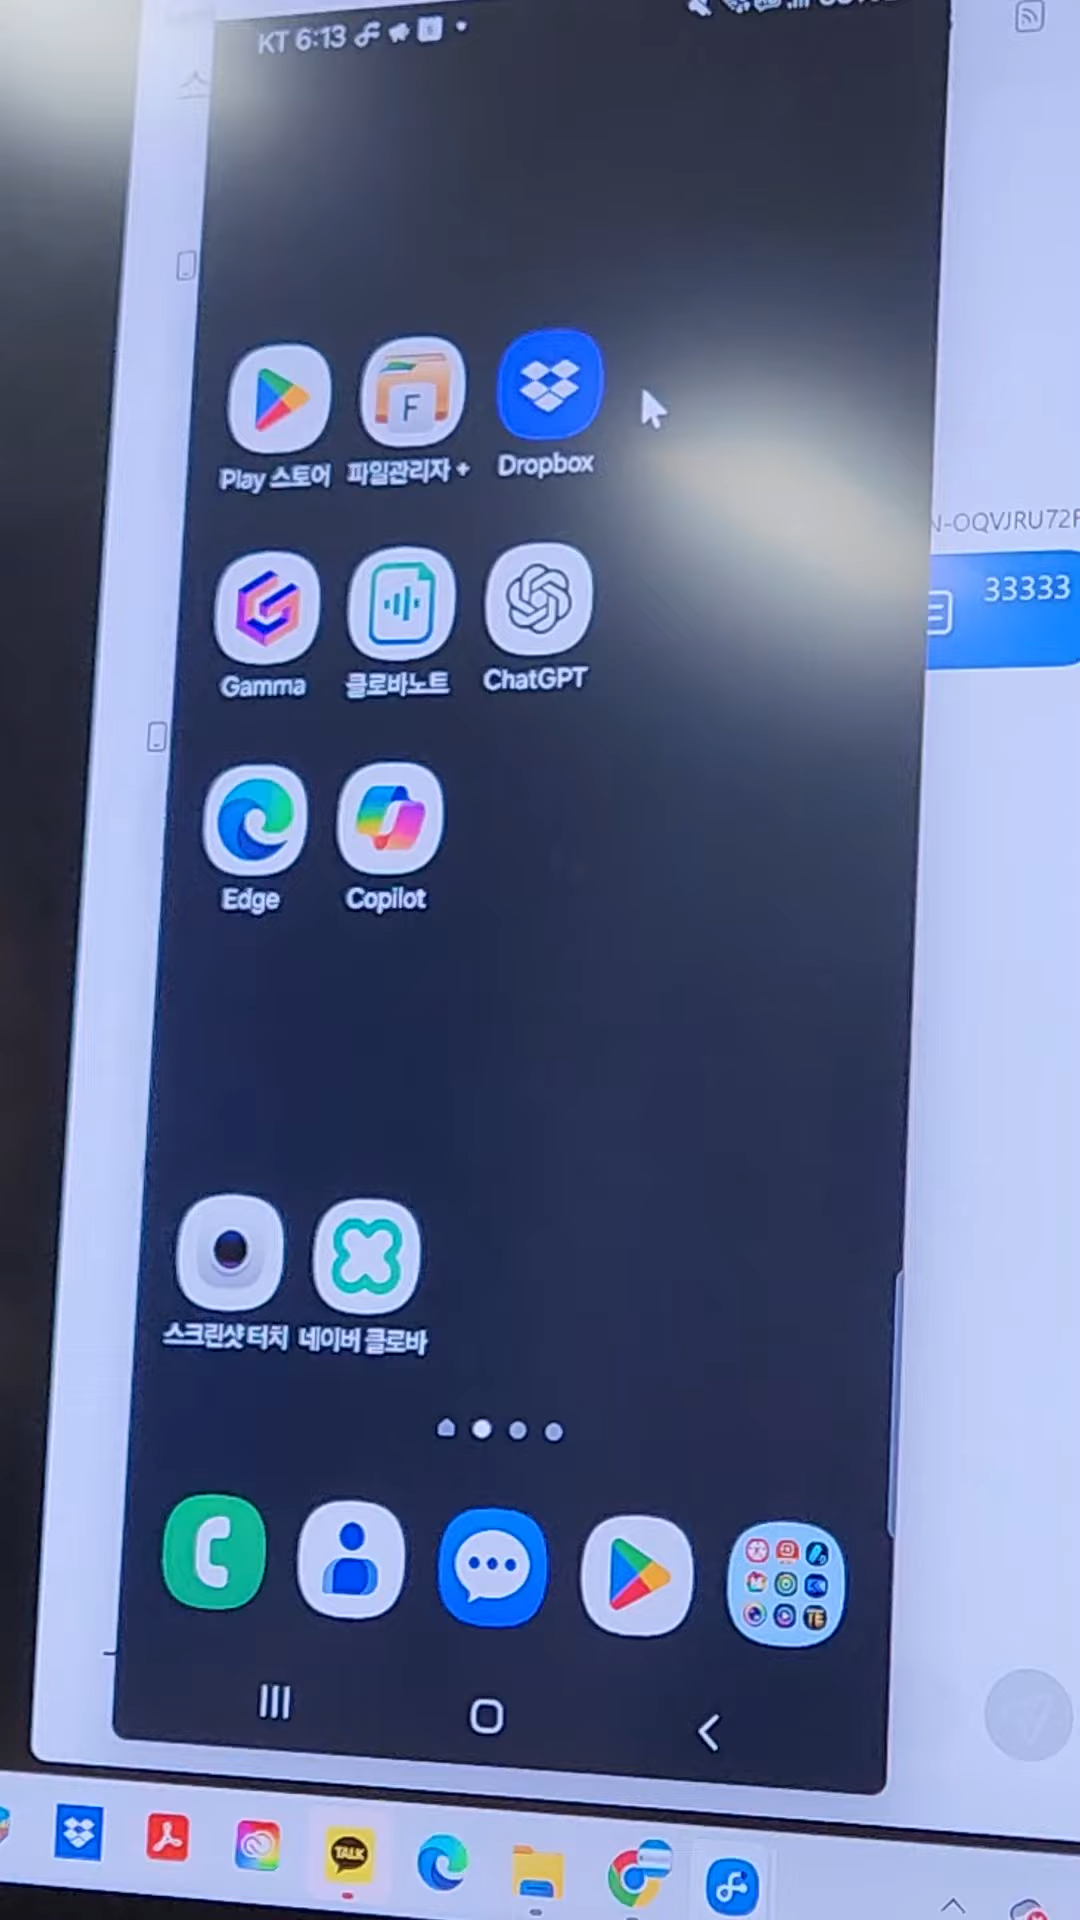 KT 6:13
Play 스토어 파일관리자 + Dropbox
N-OQVJRU72F
33333
Gamma 클로바노트 ChatGPT
Edge Copilot
스크린샷 터치 네이버 클로바
TALK